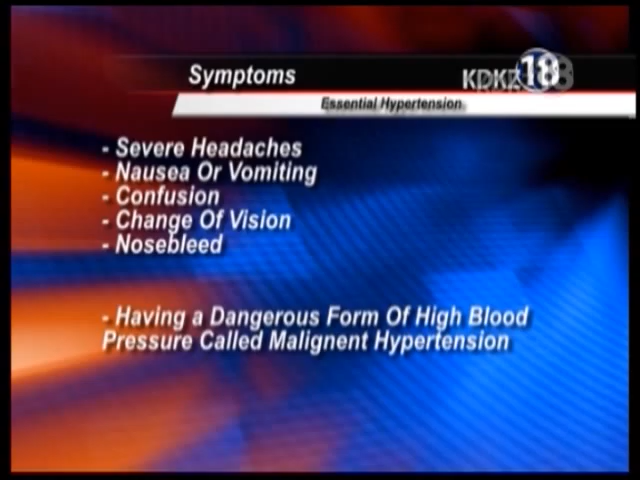 Symptoms
KDKZ 18
Essential Hypertension
- Severe Headaches
- Nausea Or Vomiting
- Confusion
- Change Of Vision
- Nosebleed
- Having a Dangerous Form Of High Blood
Pressure Called Malignent Hypertension